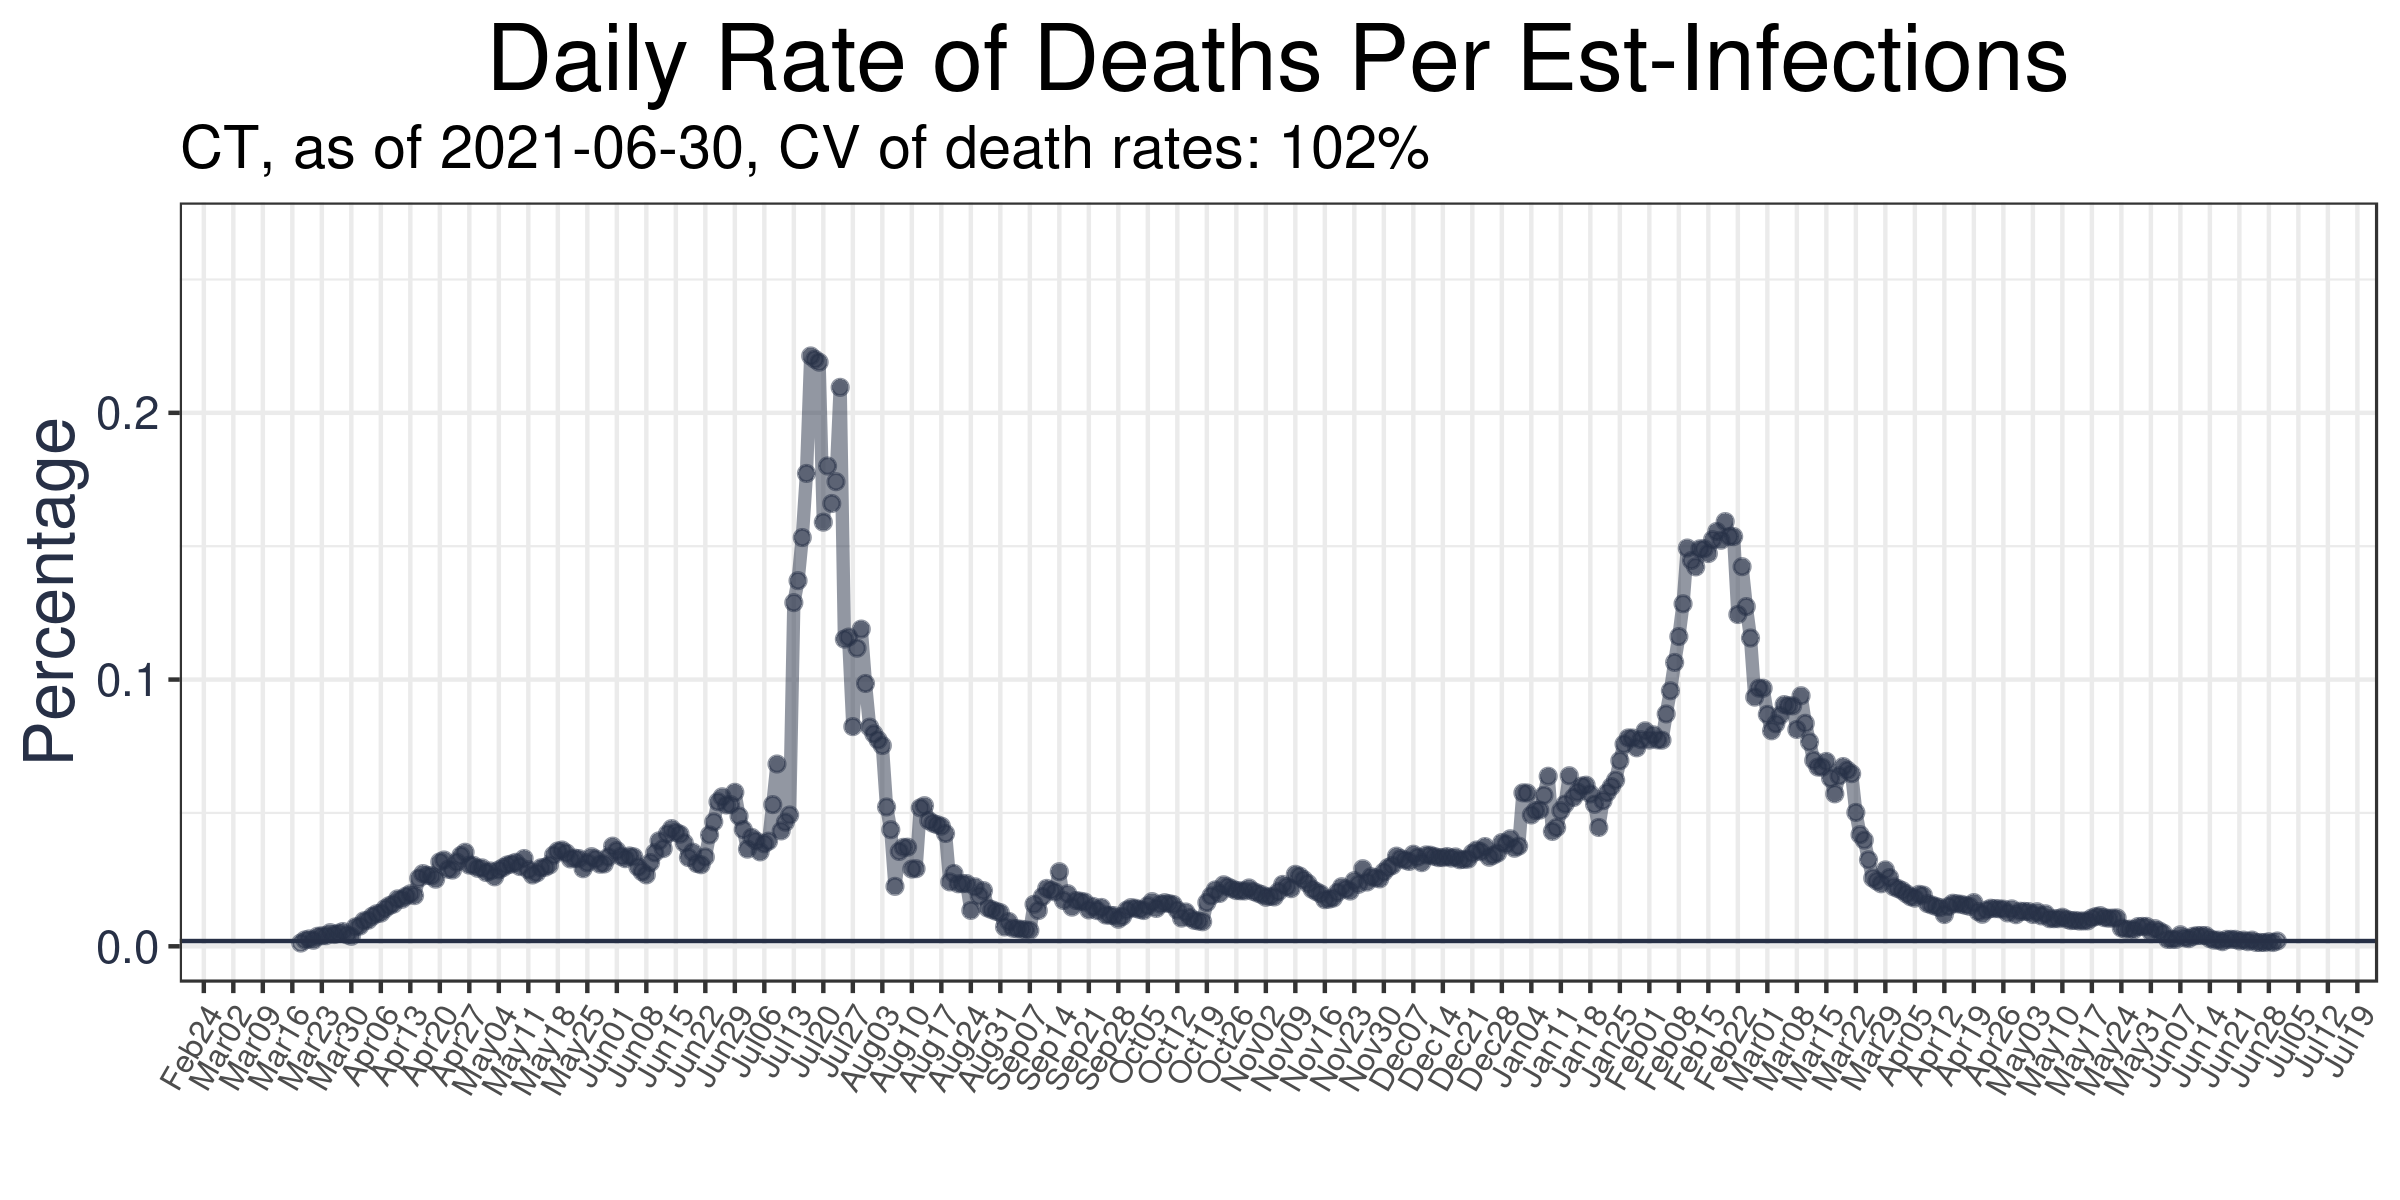 Daily Rate of Deaths Per Est-Infections
CT, as of 2021-06-30, CV of death rates: 102%
Percentage
0.2
0.1
0.0
Feb24
Mar02
Mar09
Mar16
Mar23
Mar30
Apr06
Apr13
Apr20
Apr27
May04
May11
May18
May25
Jun01
Jun08
Jun15
Jun22
Jun29
Jul06
Jul13
Jul20
Jul27
Aug03
Aug10
Aug17
Aug24
Aug31
Sep07
Sep14
Sep21
Sep28
Oct05
Oct12
Oct19
Oct26
Nov02
Nov09
Nov16
Nov23
Nov30
Dec07
Dec14
Dec21
Dec28
Jan04
Jan11
Jan18
Jan25
Feb01
Feb08
Feb15
Feb22
Mar01
Mar08
Mar15
Mar22
Mar29
Apr05
Apr12
Apr19
Apr26
May03
May10
May17
May24
May31
Jun07
Jun14
Jun21
Jun28
Jul05
Jul12
Jul19